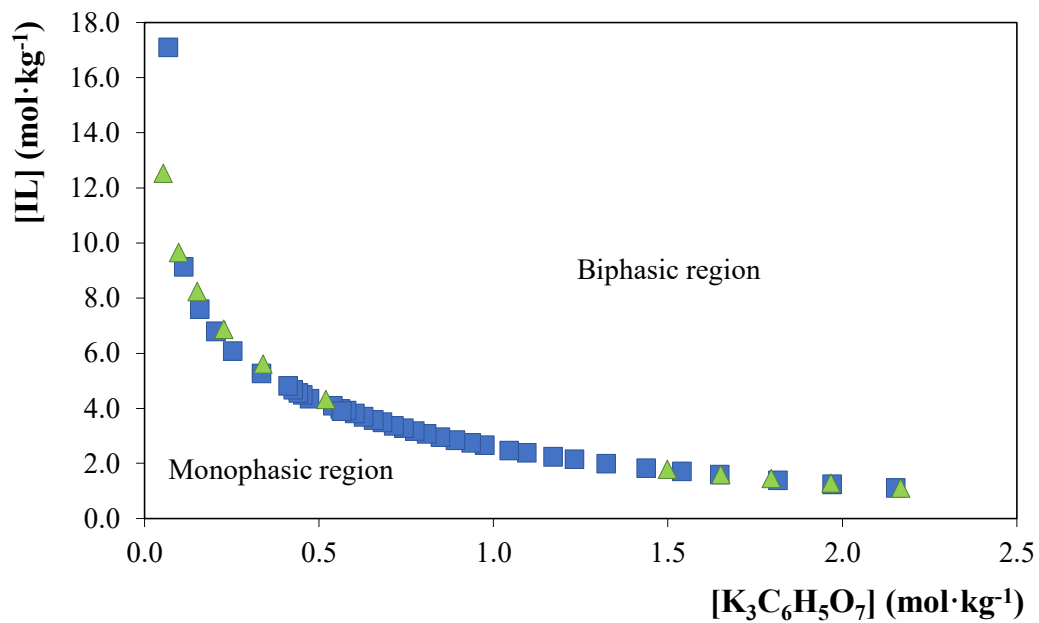 18.0
16.0
14.0
12.0
10.0
8.0
6.0
4.0
2.0
0.0
[IL] (mol·kg⁻¹)
Biphasic region
Monophasic region
0.0 0.5 1.0 1.5 2.0 2.5
[K₃C₆H₅O₇] (mol·kg⁻¹)